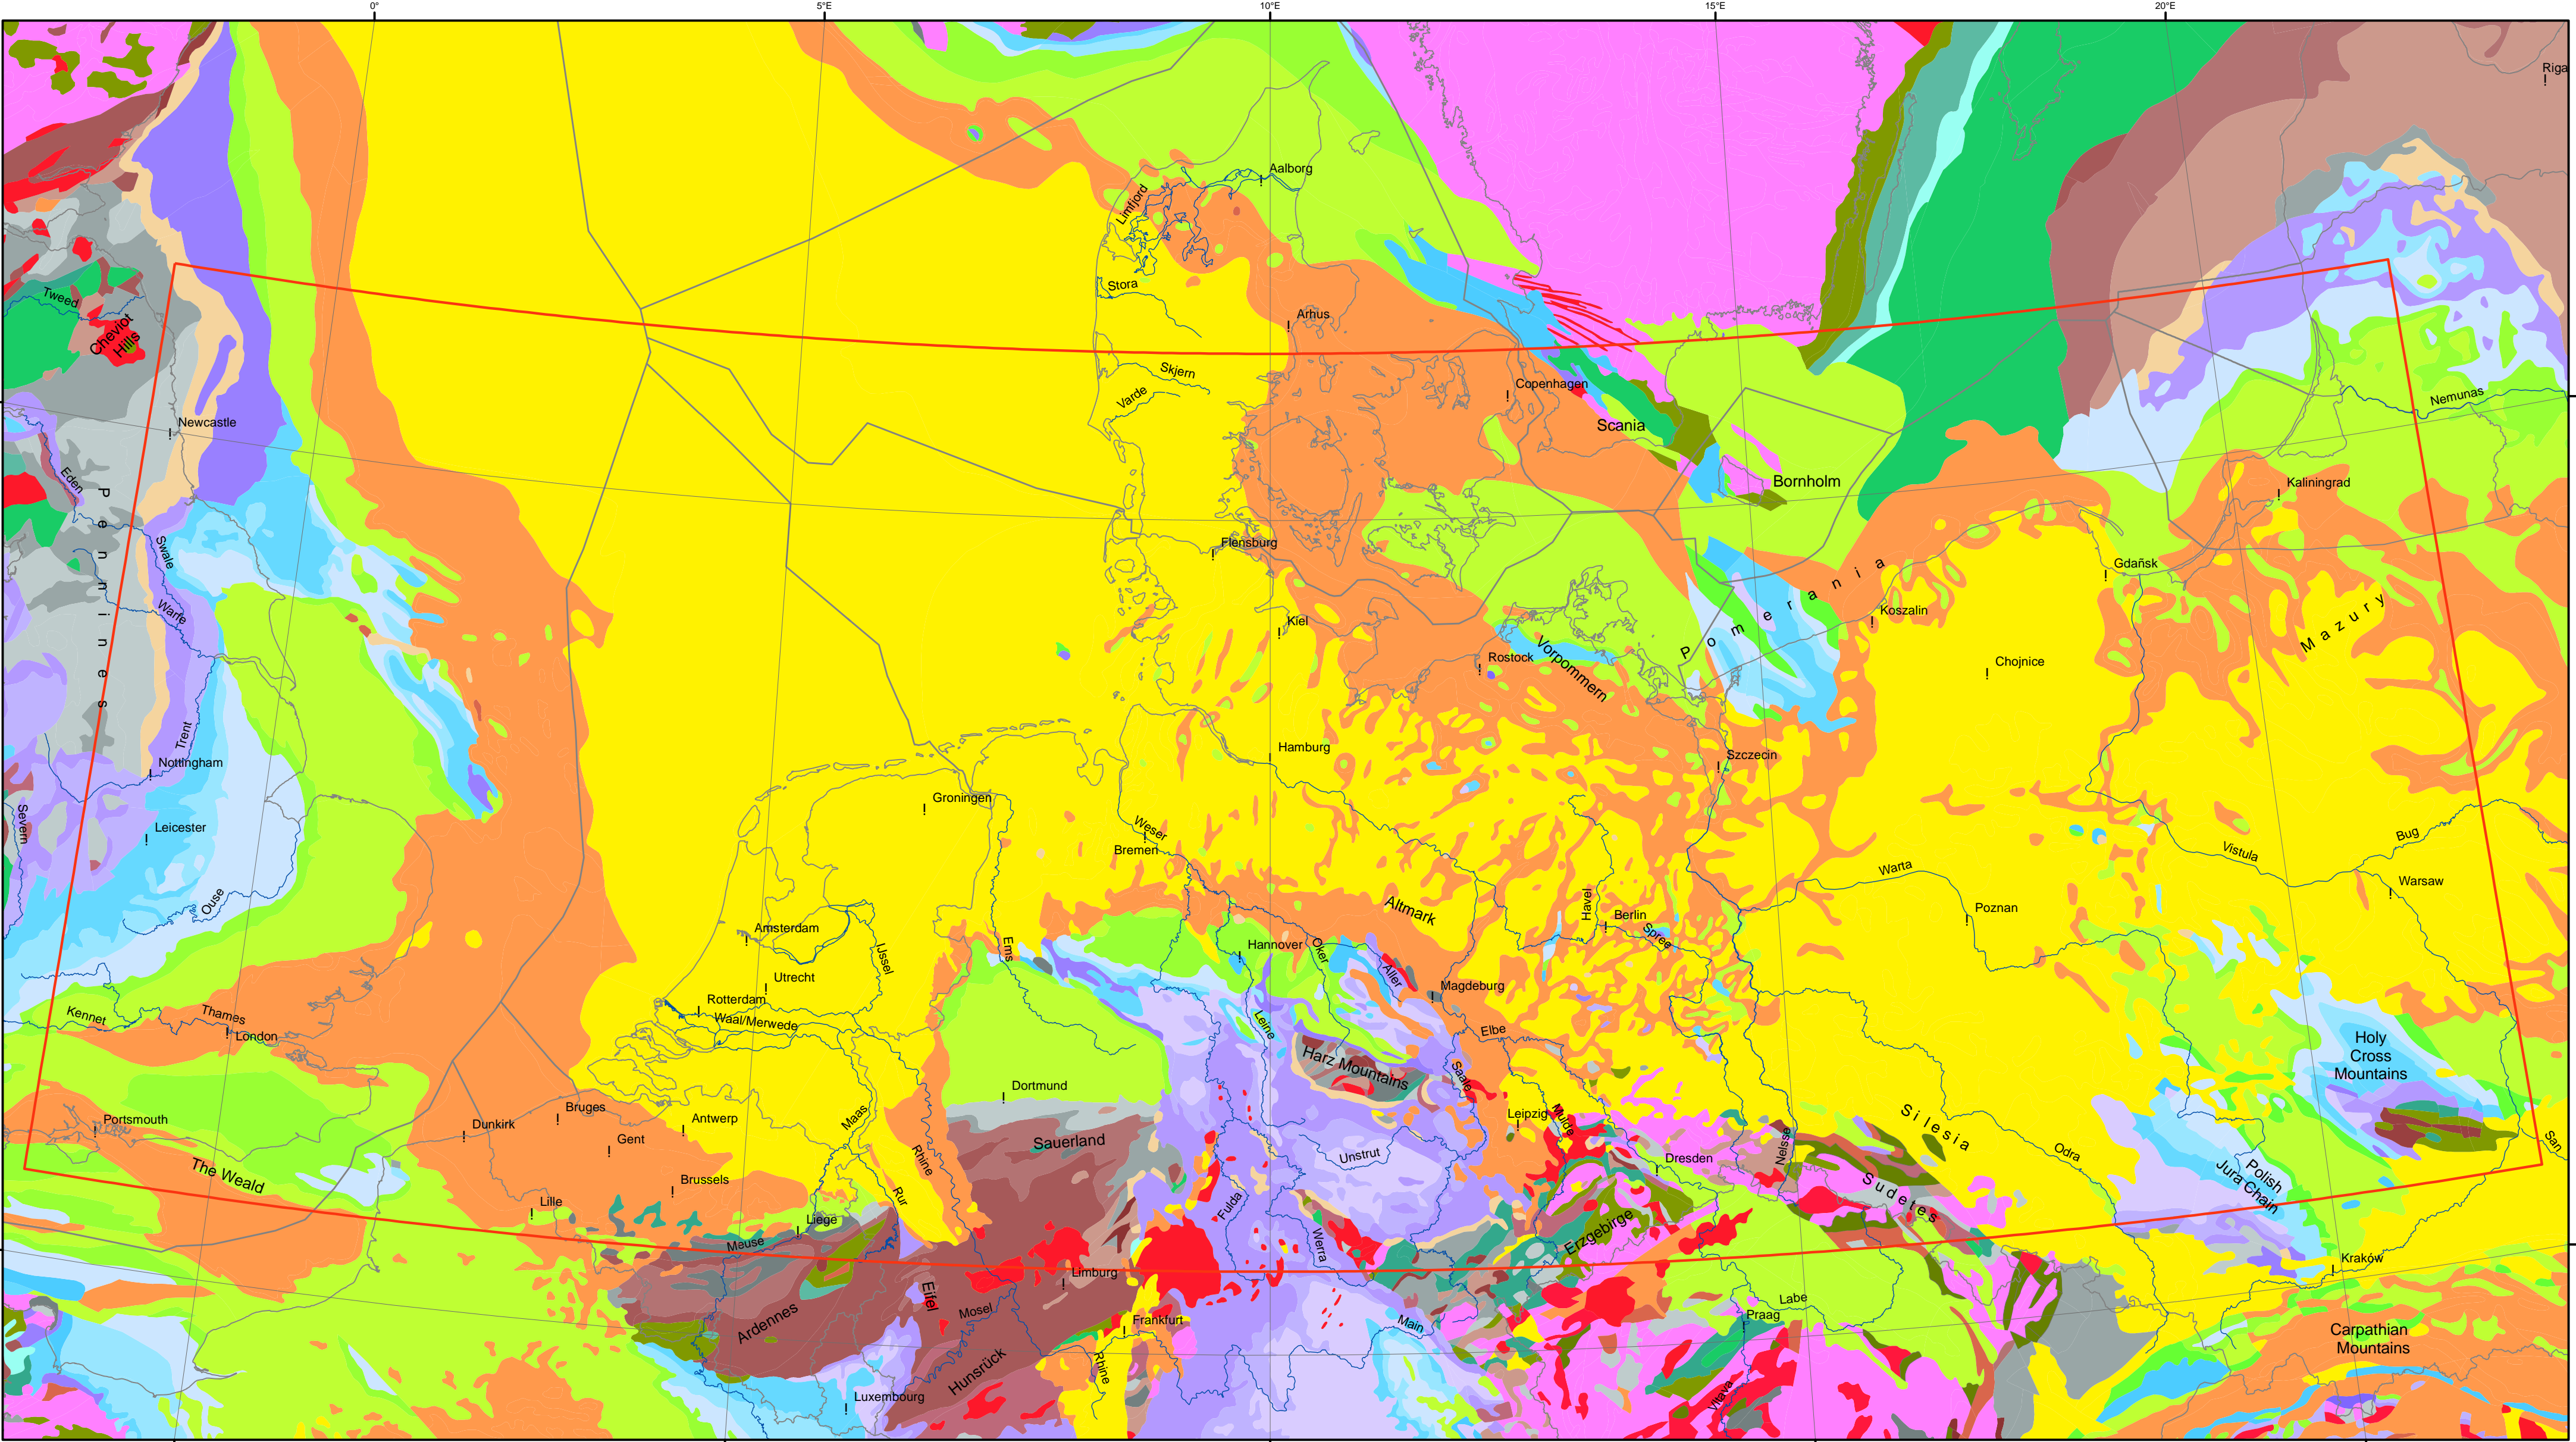 0°
5°E
10°E
15°E
20°E
Riga
Aalborg
Limfjord
Stora
Arhus
Tweed
Cheviot
Hills
Skjern
Varde
Copenhagen
Nemunas
Newcastle
Scania
Eden
Pennines
Bornholm
Kaliningrad
Swale
Flensburg
Gdańsk
Warfe
Kiel
Koszalin
Pomerania
Mazury
Rostock
Vorpommern
Chojnice
Trent
Nottingham
Hamburg
Szczecin
Groningen
Severn
Leicester
Weser
Bremen
Bug
Vistula
Warta
Warsaw
Ouse
Altmark
Havel
Berlin
Spree
Poznan
Amsterdam
Ems
Hannover
Oker
IJssel
Utrecht
Aller
Magdeburg
Rotterdam
Waal/Merwede
Kennet
Thames
London
Leine
Elbe
Holy
Cross
Mountains
Harz Mountains
Saale
Dortmund
Portsmouth
Dunkirk
Bruges
Antwerp
Maas
Gent
Sauerland
Leipzig
Mulde
Silesia
San
Unstrut
Neisse
Odra
The Weald
Rhine
Dresden
Brussels
Rur
Lille
Fulda
Sudetes
Polish
Jura Chain
Liege
Meuse
Werra
Erzgebirge
Kraków
Limburg
Eifel
Mosel
Ardennes
Labe
Praag
Frankfurt
Main
Carpathian
Mountains
Rhine
Hunsrück
Luxembourg
Vltava